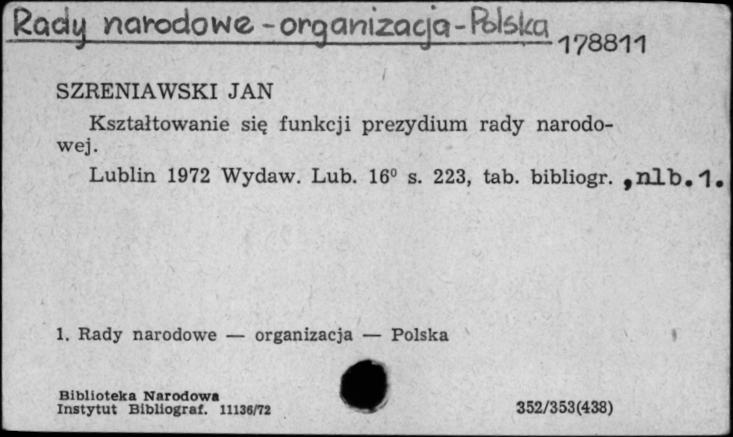 Rady narodowe - organizacja - Polska
178811
SZRENIAWSKI JAN
Kształtowanie się funkcji prezydium rady narodo-
wej.
Lublin 1972 Wydaw. Lub. 16⁰ s. 223, tab. bibliogr. ,nlb.1.
1. Rady narodowe — organizacja — Polska
Biblioteka Narodowa
Instytut Bibliograf. 11136/72
352/353(438)